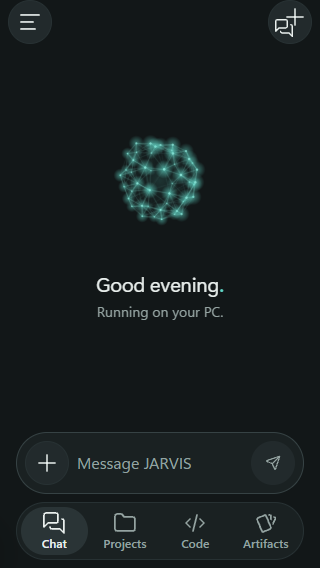 Good evening.
Running on your PC.
Message JARVIS
Chat
Projects
Code
Artifacts